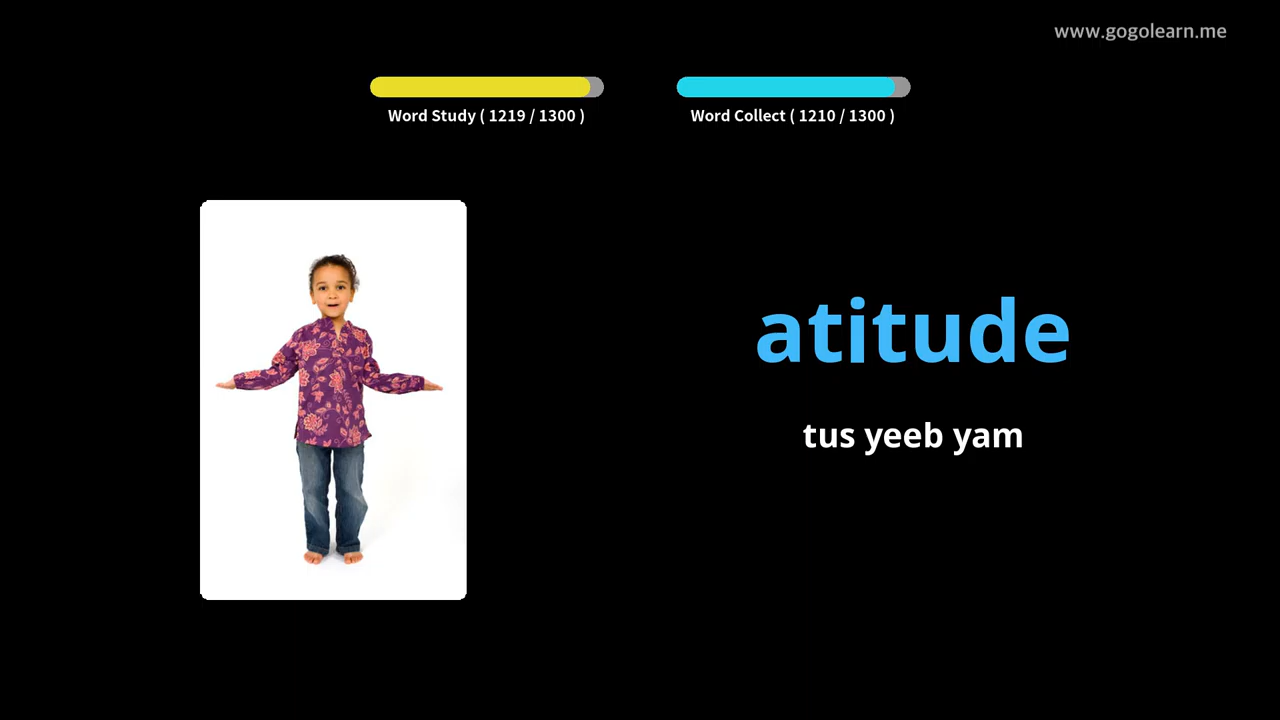 www.gogolearn.me
Word Study ( 1219 / 1300 )
Word Collect ( 1210 / 1300 )
atitude
tus yeeb yam